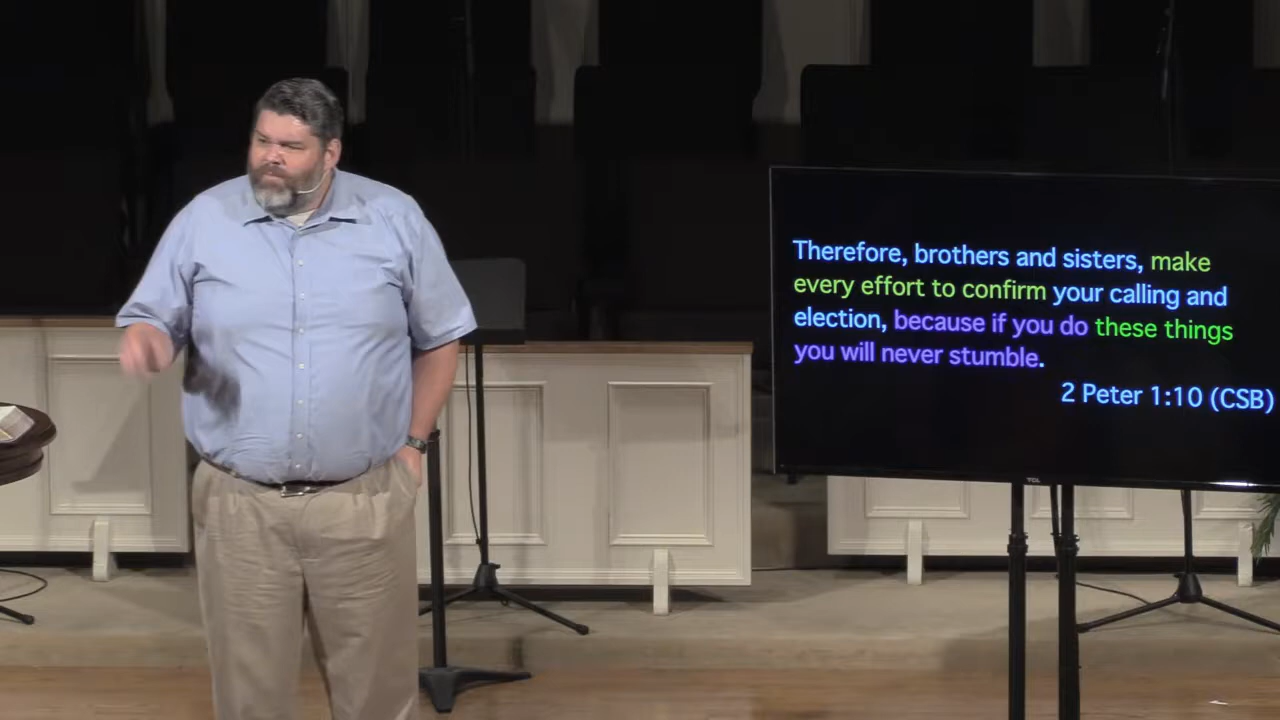 Therefore, brothers and sisters, make
every effort to confirm your calling and
election, because if you do these things
you will never stumble.
2 Peter 1:10 (CSB)
TCL